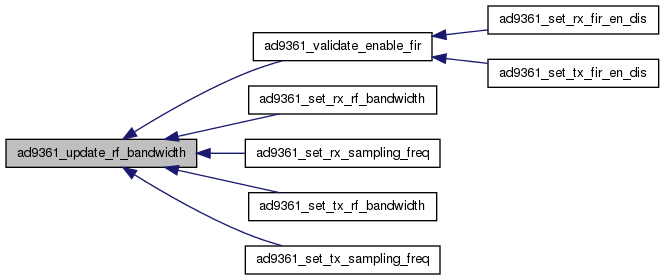 ad9361_set_rx_fir_en_dis
ad9361_validate_enable_fir
ad9361_set_tx_fir_en_dis
ad9361_set_rx_rf_bandwidth
ad9361_update_rf_bandwidth
ad9361_set_rx_sampling_freq
ad9361_set_tx_rf_bandwidth
ad9361_set_tx_sampling_freq